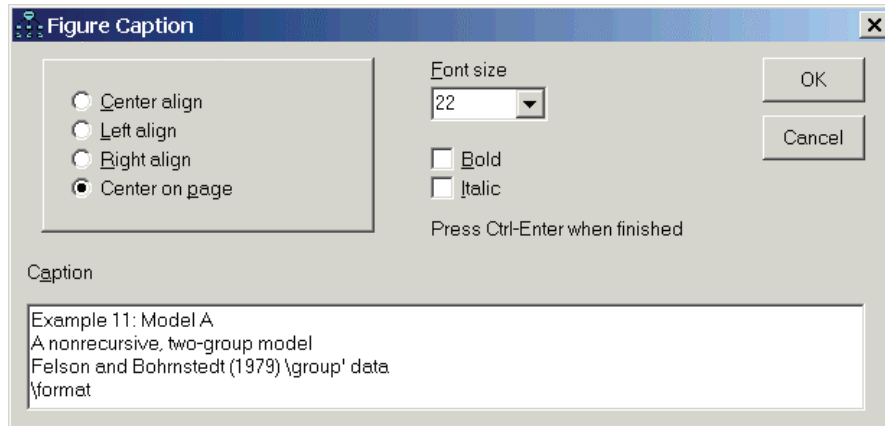 Figure Caption
Center align
Left align
Right align
Center on page
Font size
22
Bold
Italic
Press Ctrl-Enter when finished
OK
Cancel
Caption
Example 11: Model A
A nonrecursive, two-group model
Felson and Bohrnstedt (1979) \group' data
\format